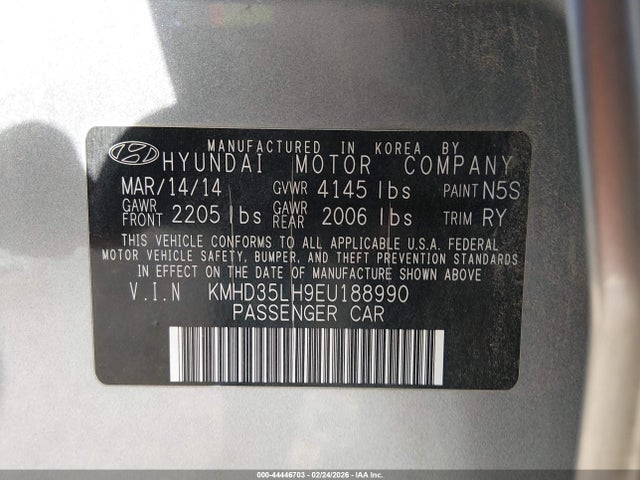 MANUFACTURED IN KOREA BY
HYUNDAI MOTOR COMPANY
MAR/14/14 GVWR 4145 lbs PAINT N5S
GAWR FRONT 2205 lbs GAWR REAR 2006 lbs TRIM RY
THIS VEHICLE CONFORMS TO ALL APPLICABLE U.S.A. FEDERAL
MOTOR VEHICLE SAFETY, BUMPER, AND THEFT PREVENTION STANDARDS
IN EFFECT ON THE DATE OF MANUFACTURE SHOWN ABOVE
V.I.N KMHD35LH9EU188990
PASSENGER CAR
000-44446703 - 02/24/2026 - IAAI.COM